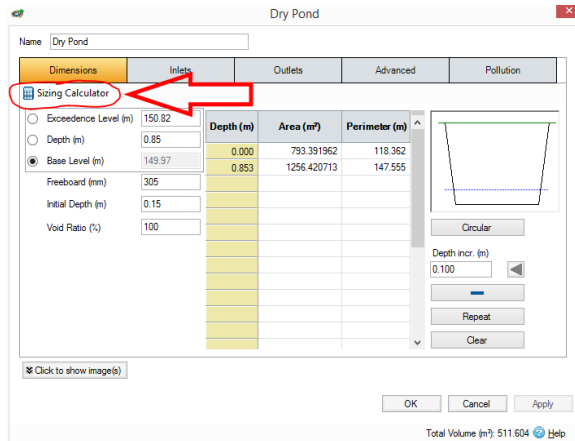 Dry Pond
Name Dry Pond
Dimensions Inlets Outlets Advanced Pollution
Sizing Calculator
Exceedence Level (m) 150.82
Depth (m) 0.85
Base Level (m) 149.97
Freeboard (mm) 305
Initial Depth (m) 0.15
Void Ratio (%) 100
Depth (m) Area (m²) Perimeter (m)
0.000 793.391962 118.362
0.853 1256.420713 147.555
Circular
Depth incr. (m)
0.100
Repeat
Clear
Click to show image(s)
OK Cancel Apply
Total Volume (m³): 511.604 Help